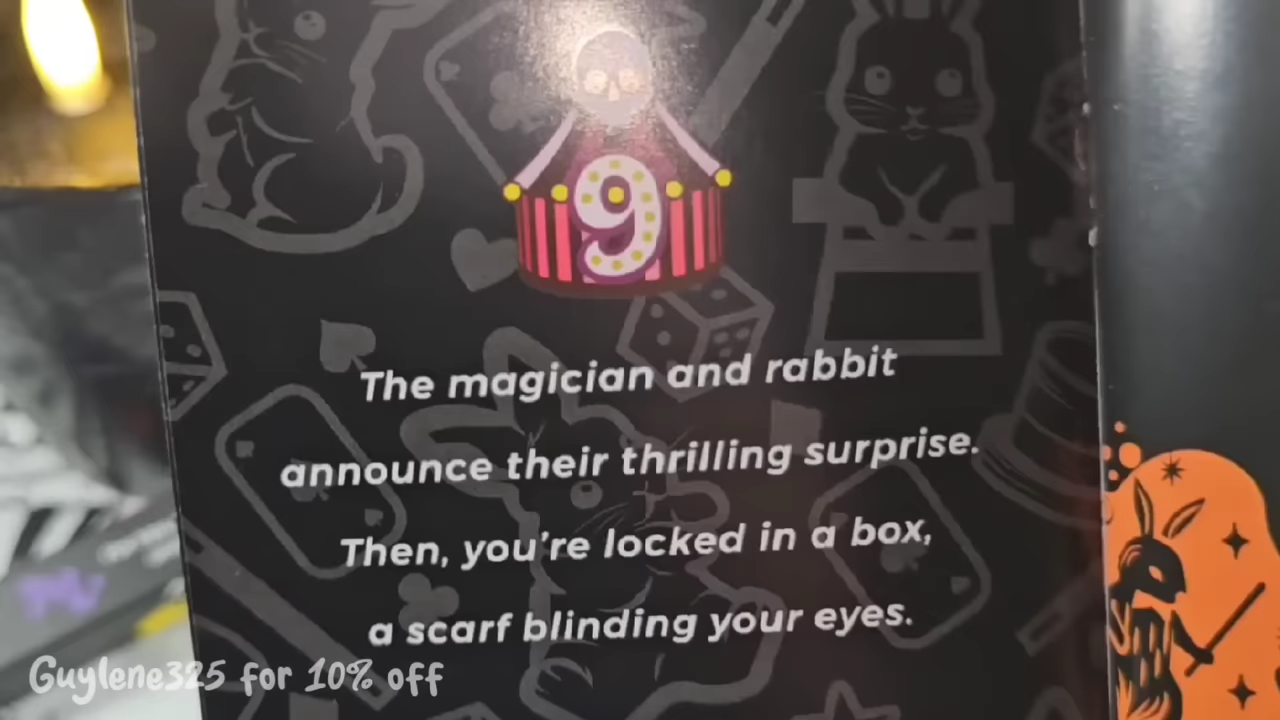 9
The magician and rabbit
announce their thrilling surprise.
Then, you're locked in a box,
a scarf blinding your eyes.
Guylene325 for 10% off